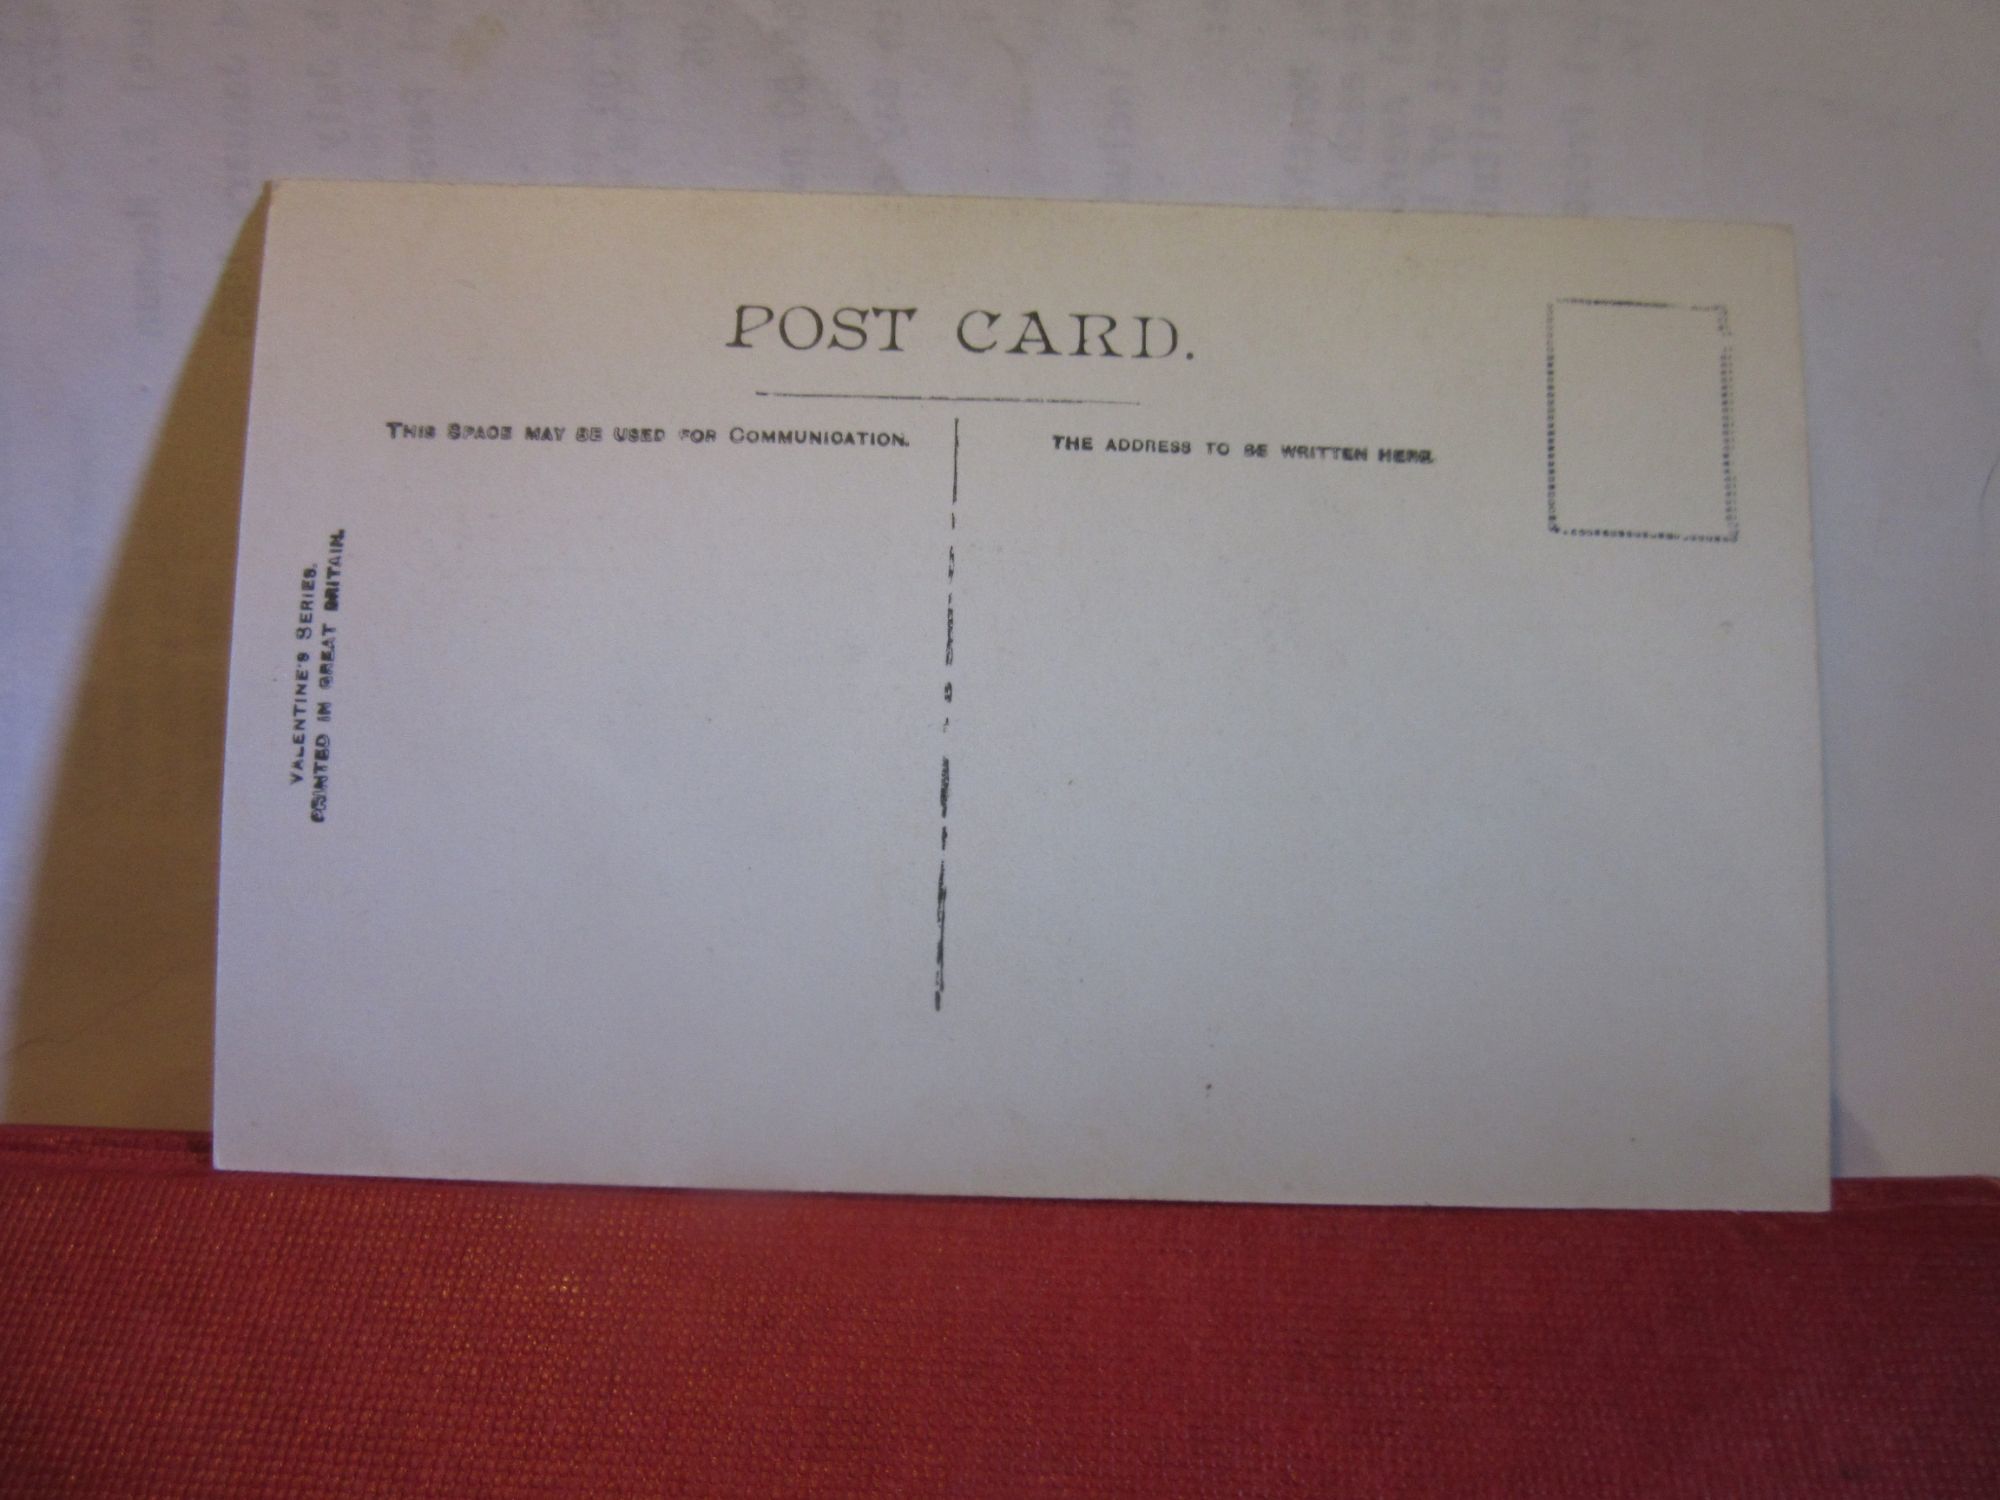 POST CARD.
THIS SPACE MAY BE USED FOR COMMUNICATION.
THE ADDRESS TO BE WRITTEN HERE.
VALENTINE'S SERIES.
PRINTED IN GREAT BRITAIN.